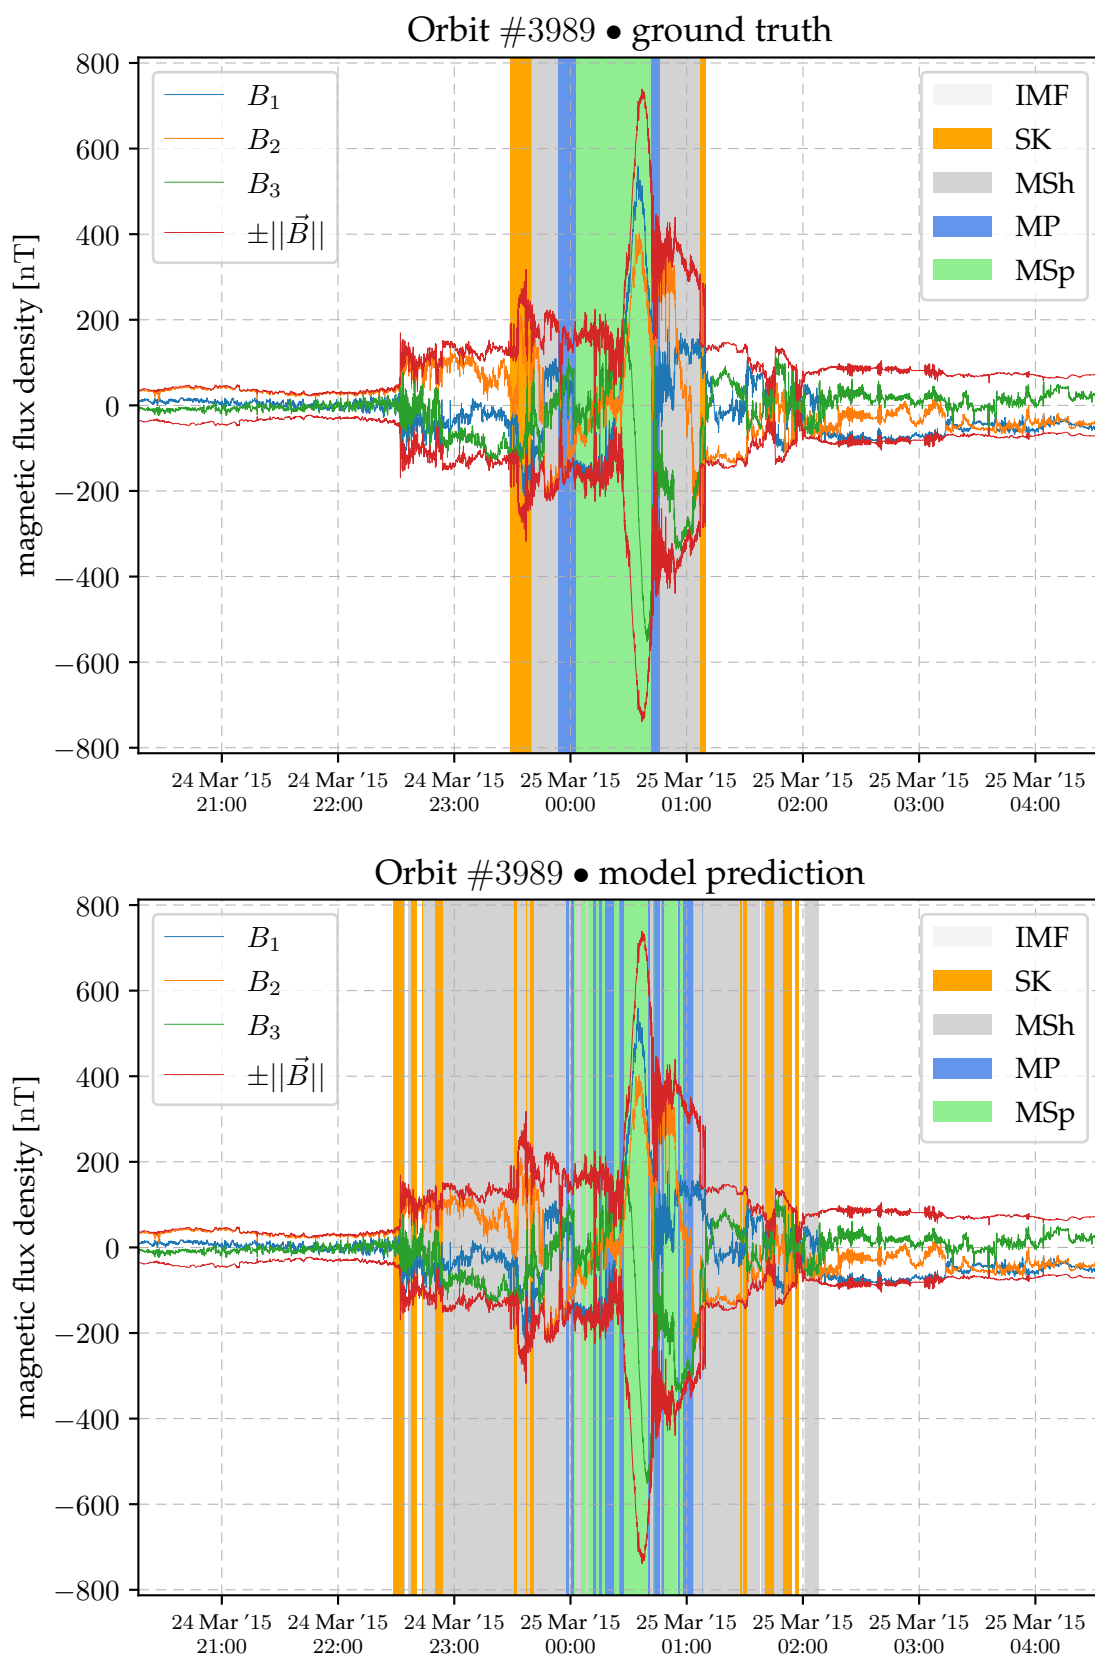 Orbit #3989 • ground truth
magnetic flux density [nT]
800
600
400
200
0
−200
−400
−600
−800
B₁
B₂
B₃
±||B⃗||
IMF
SK
MSh
MP
MSp
24 Mar '15 24 Mar '15 24 Mar '15 25 Mar '15 25 Mar '15 25 Mar '15 25 Mar '15 25 Mar '15
21:00 22:00 23:00 00:00 01:00 02:00 03:00 04:00
Orbit #3989 • model prediction
magnetic flux density [nT]
800
600
400
200
0
−200
−400
−600
−800
B₁
B₂
B₃
±||B⃗||
IMF
SK
MSh
MP
MSp
24 Mar '15 24 Mar '15 24 Mar '15 25 Mar '15 25 Mar '15 25 Mar '15 25 Mar '15 25 Mar '15
21:00 22:00 23:00 00:00 01:00 02:00 03:00 04:00